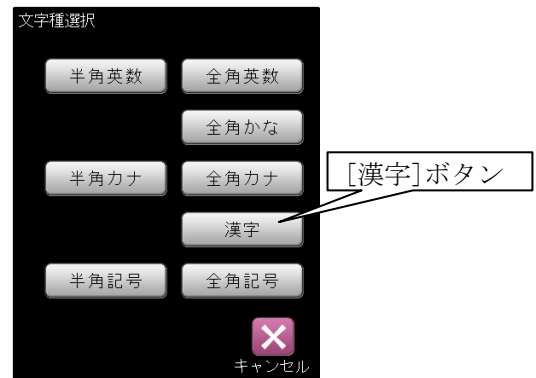 文字種選択
半角英数 全角英数
全角かな
半角カナ 全角カナ
[漢字]ボタン
漢字
半角記号 全角記号
キャンセル